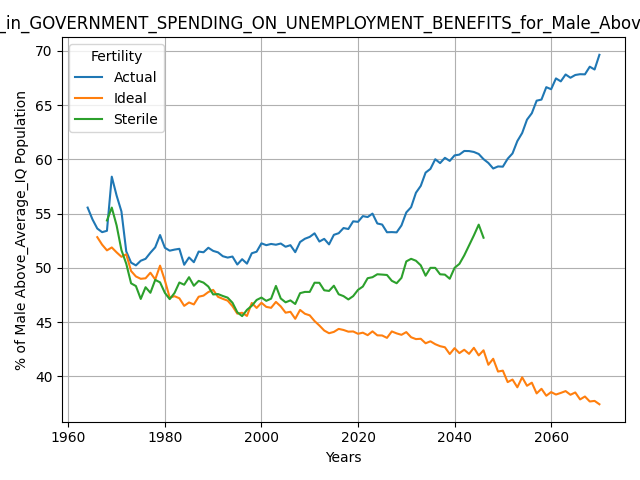 _in_GOVERNMENT_SPENDING_ON_UNEMPLOYMENT_BENEFITS_for_Male_Above
% of Male Above_Average_IQ Population
70
65
60
55
50
45
40
Fertility
Actual
Ideal
Sterile
1960
1980
2000
2020
2040
2060
Years